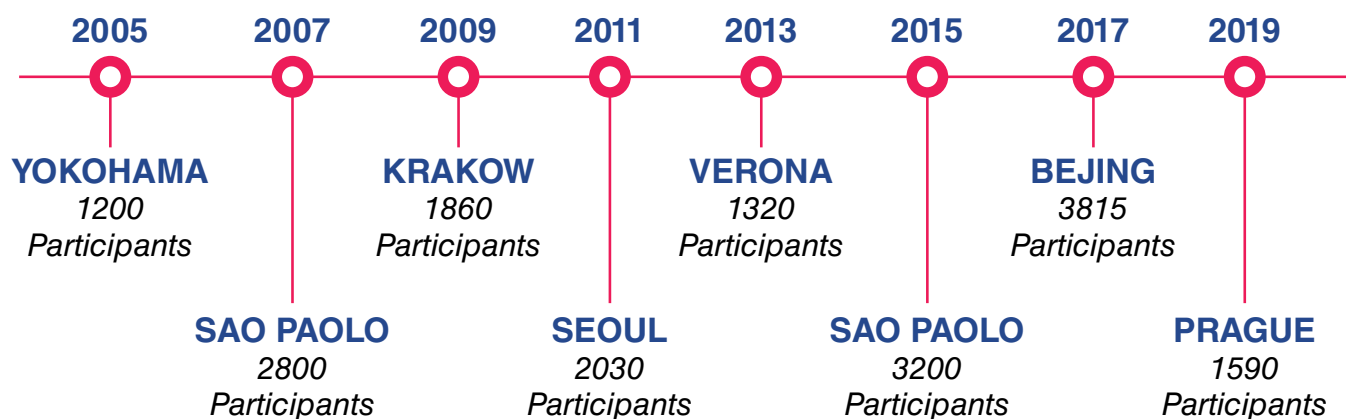 2005 2007 2009 2011 2013 2015 2017 2019
YOKOHAMA KRAKOW VERONA BEJING
1200 1860 1320 3815
Participants Participants Participants Participants
SAO PAOLO SEOUL SAO PAOLO PRAGUE
2800 2030 3200 1590
Participants Participants Participants Participants